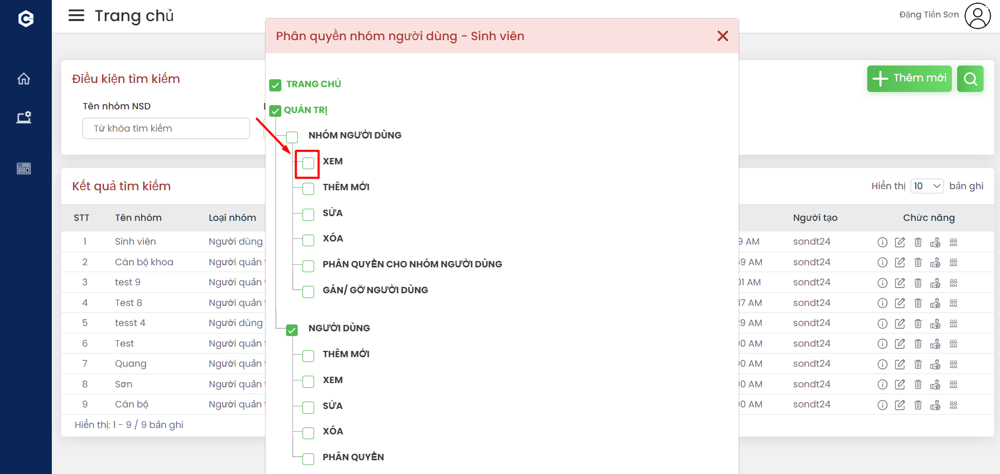 Trang chủ
Đặng Tiến Sơn
Phân quyền nhóm người dùng - Sinh viên
Điều kiện tìm kiếm
Thêm mới
Tên nhóm NSD
Từ khóa tìm kiếm
TRANG CHỦ
QUẢN TRỊ
NHÓM NGƯỜI DÙNG
XEM
THÊM MỚI
SỬA
XÓA
PHÂN QUYỀN CHO NHÓM NGƯỜI DÙNG
GÁN/ GỠ NGƯỜI DÙNG
NGƯỜI DÙNG
THÊM MỚI
XEM
SỬA
XÓA
PHÂN QUYỀN
Kết quả tìm kiếm
Hiển thị 10 bản ghi
STT Tên nhóm Loại nhóm Người tạo Chức năng
1 Sinh viên Người dùng 9 AM sondt24
2 Cán bộ khoa Người quản 59 AM sondt24
3 test 9 Người quản 01 AM sondt24
4 Test 8 Người quản 37 AM sondt24
5 tesst 4 Người dùng 29 AM sondt24
6 Test Người quản 00 AM sondt24
7 Quang Người quản 00 AM sondt24
8 Sơn Người quản 00 AM sondt24
9 Cán bộ Người quản 00 AM sondt24
Hiển thị: 1 - 9 / 9 bản ghi